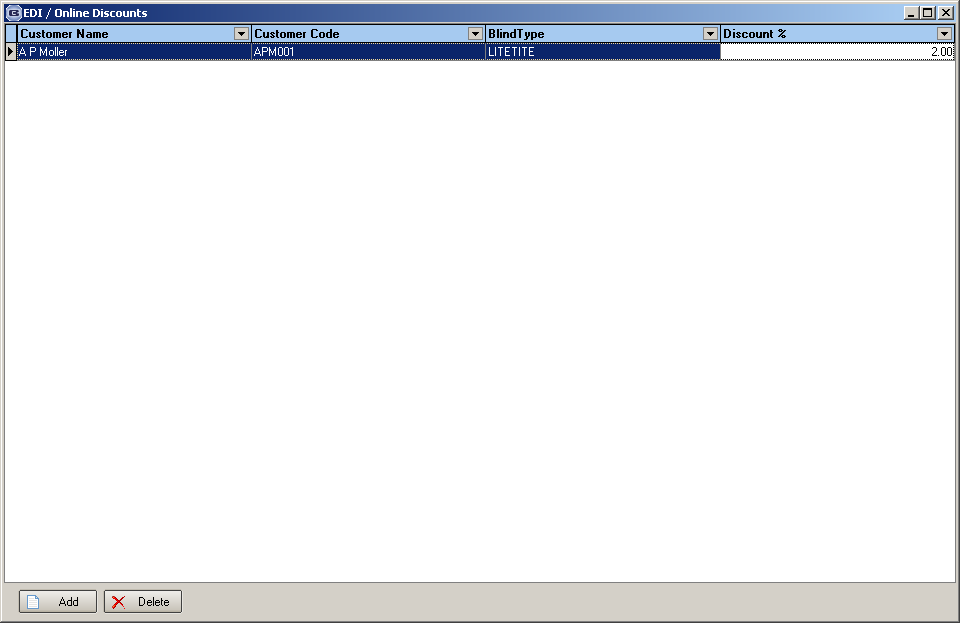 EDI / Online Discounts
Customer Name Customer Code BlindType Discount %
A P Moller APM001 LITETITE 2.00
Add Delete